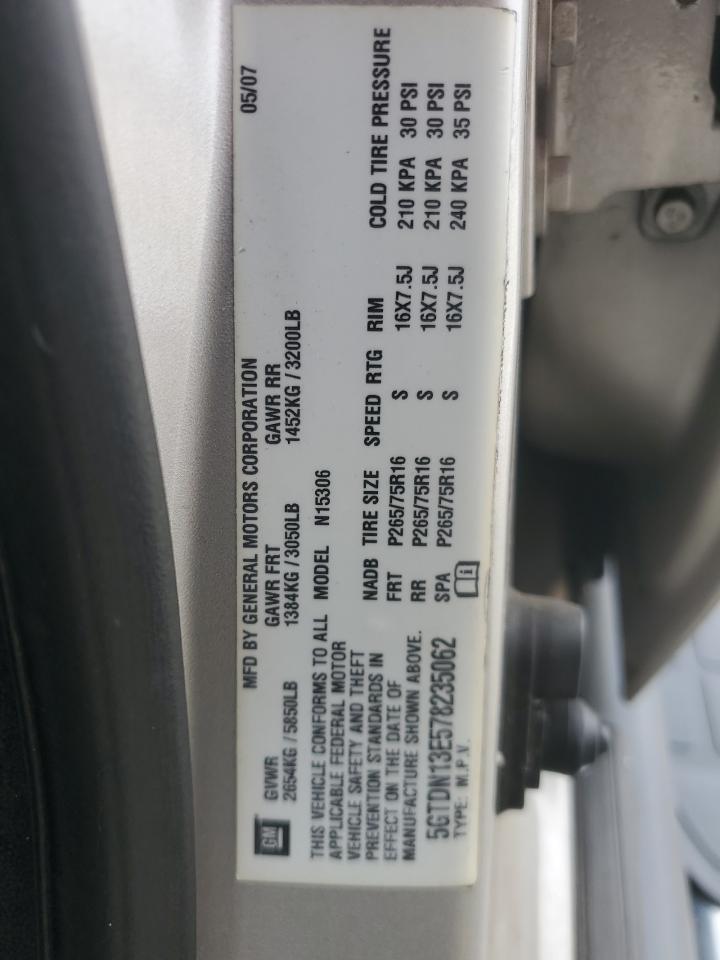 MFD BY GENERAL MOTORS CORPORATION 05/07
GVWR GAWR FRT GAWR RR
2654KG / 5850LB 1384KG / 3050LB 1452KG / 3200LB
GM
THIS VEHICLE CONFORMS TO ALL
APPLICABLE FEDERAL MOTOR
VEHICLE SAFETY AND THEFT
PREVENTION STANDARDS IN
EFFECT ON THE DATE OF
MANUFACTURE SHOWN ABOVE.
5GTDN13E578235062
TYPE: M.P.V.
MODEL N15306
NADB TIRE SIZE SPEED RTG RIM COLD TIRE PRESSURE
FRT P265/75R16 S 16X7.5J 210 KPA 30 PSI
RR P265/75R16 S 16X7.5J 210 KPA 30 PSI
SPA P265/75R16 S 16X7.5J 240 KPA 35 PSI